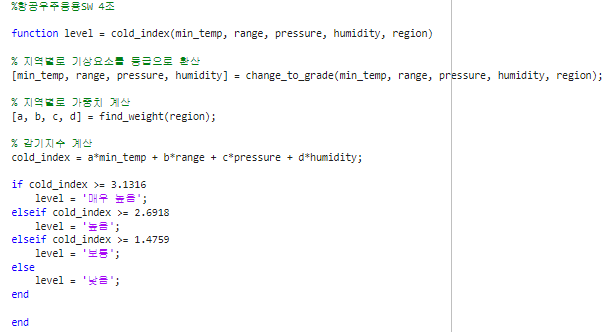 %항공우주응용SW 4조
function level = cold_index(min_temp, range, pressure, humidity, region)
% 지역별로 기상요소를 등급으로 환산
[min_temp, range, pressure, humidity] = change_to_grade(min_temp, range, pressure, humidity, region);
% 지역별로 가중치 계산
[a, b, c, d] = find_weight(region);
% 감기지수 계산
cold_index = a*min_temp + b*range + c*pressure + d*humidity;
if cold_index >= 3.1316
level = '매우 높음';
elseif cold_index >= 2.6918
level = '높음';
elseif cold_index >= 1.4759
level = '보통';
else
level = '낮음';
end
end